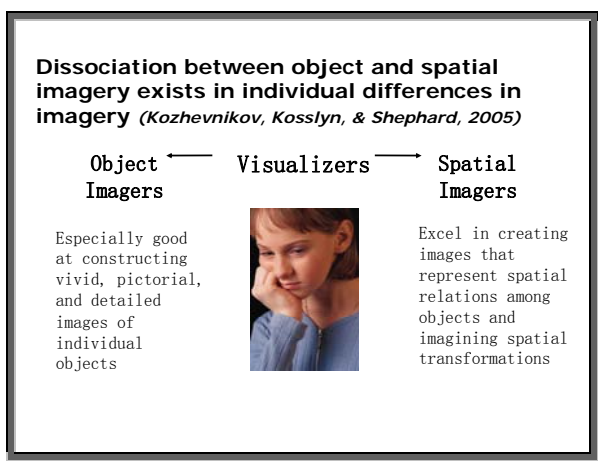 Dissociation between object and spatial
imagery exists in individual differences in
imagery (Kozhevnikov, Kosslyn, & Shephard, 2005)
Object Visualizers Spatial
Imagers Imagers
Especially good
at constructing
vivid, pictorial,
and detailed
images of
individual
objects
Excel in creating
images that
represent spatial
relations among
objects and
imagining spatial
transformations